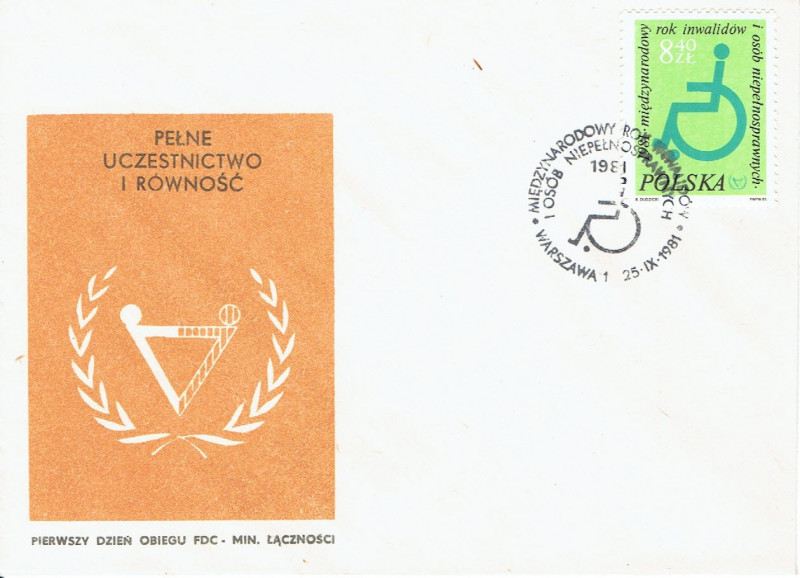 PEŁNE
UCZESTNICTWO
I RÓWNOŚĆ
PIERWSZY DZIEŃ OBIEGU FDC - MIN. ŁĄCZNOŚCI
międzynarodowy rok inwalidów i osób niepełnosprawnych
8 40 ZŁ
POLSKA
MIĘDZYNARODOWY ROK INWALIDÓW
I OSÓB NIEPEŁNOSPRAWNYCH
1981
WARSZAWA 1 25·IX·1981